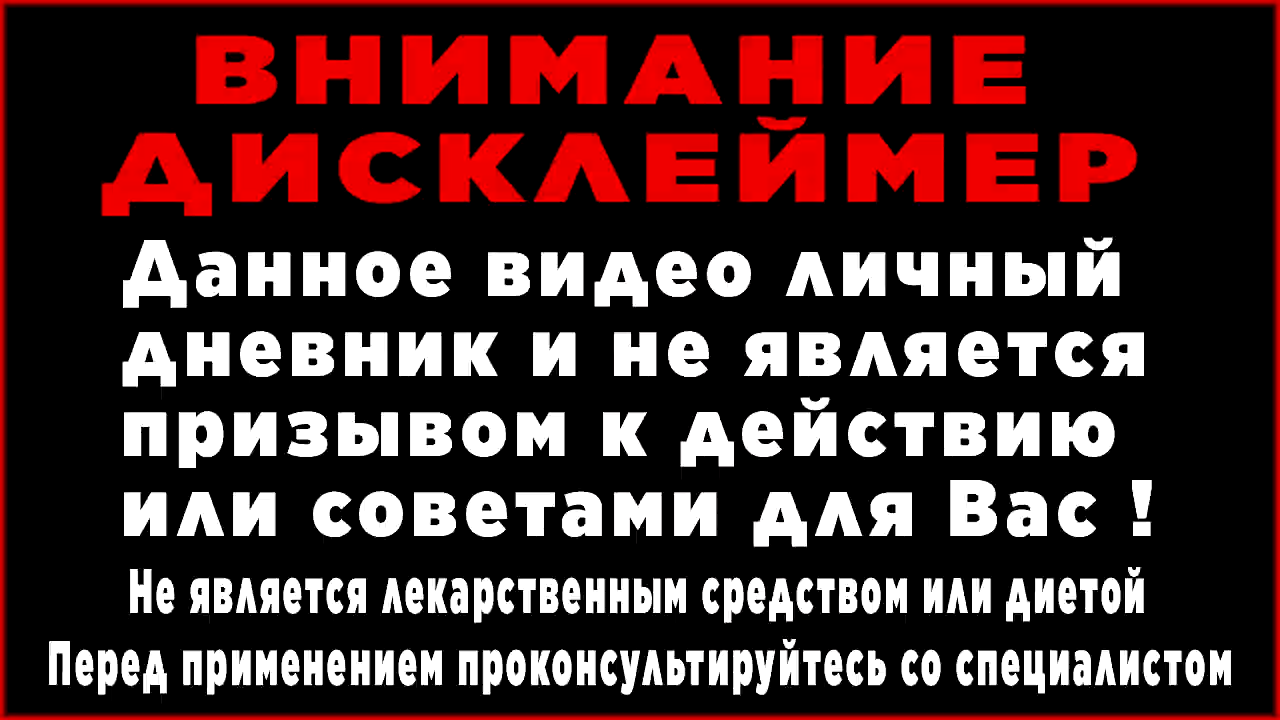 ВНИМАНИЕ
ДИСКЛЕЙМЕР
Данное видео личный
дневник и не является
призывом к действию
или советами для Вас !
Не является лекарственным средством или диетой
Перед применением проконсультируйтесь со специалистом